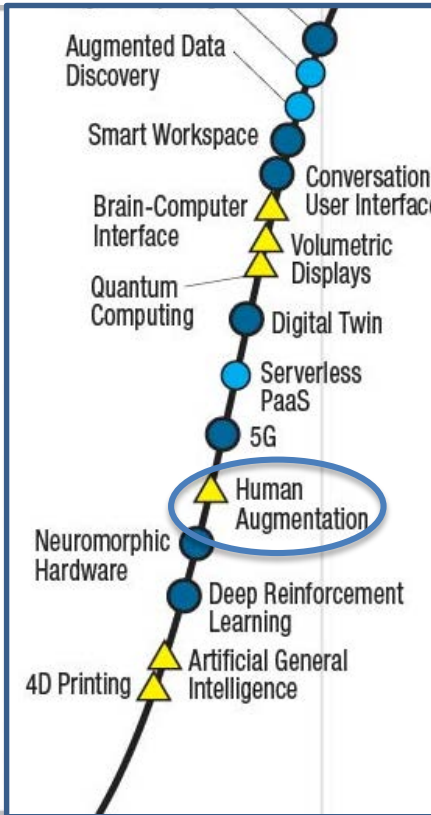 Augmented Data
Discovery
Smart Workspace
Conversation
User Interface
Brain-Computer
Interface
Volumetric
Displays
Quantum
Computing
Digital Twin
Serverless
PaaS
5G
Human
Augmentation
Neuromorphic
Hardware
Deep Reinforcement
Learning
Artificial General
Intelligence
4D Printing